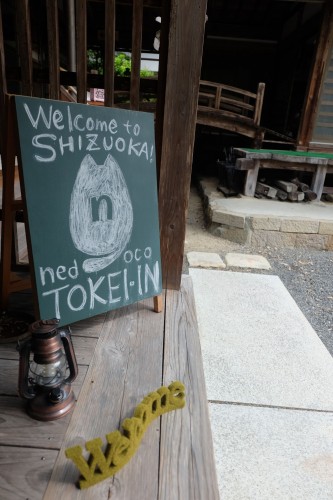 Welcome to
SHIZUOKA!
n
ned oco
TOKEI-IN
Welcome